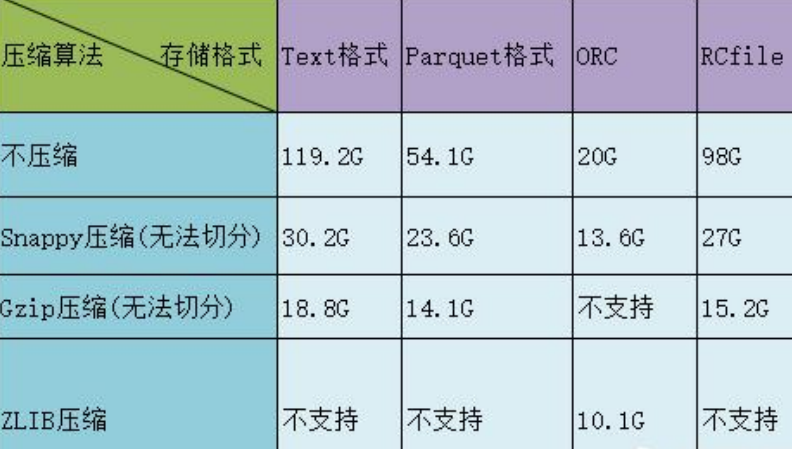 压缩算法 存储格式 Text格式 Parquet格式 ORC RCfile
不压缩 119.2G 54.1G 20G 98G
Snappy压缩(无法切分) 30.2G 23.6G 13.6G 27G
Gzip压缩(无法切分) 18.8G 14.1G 不支持 15.2G
ZLIB压缩 不支持 不支持 10.1G 不支持